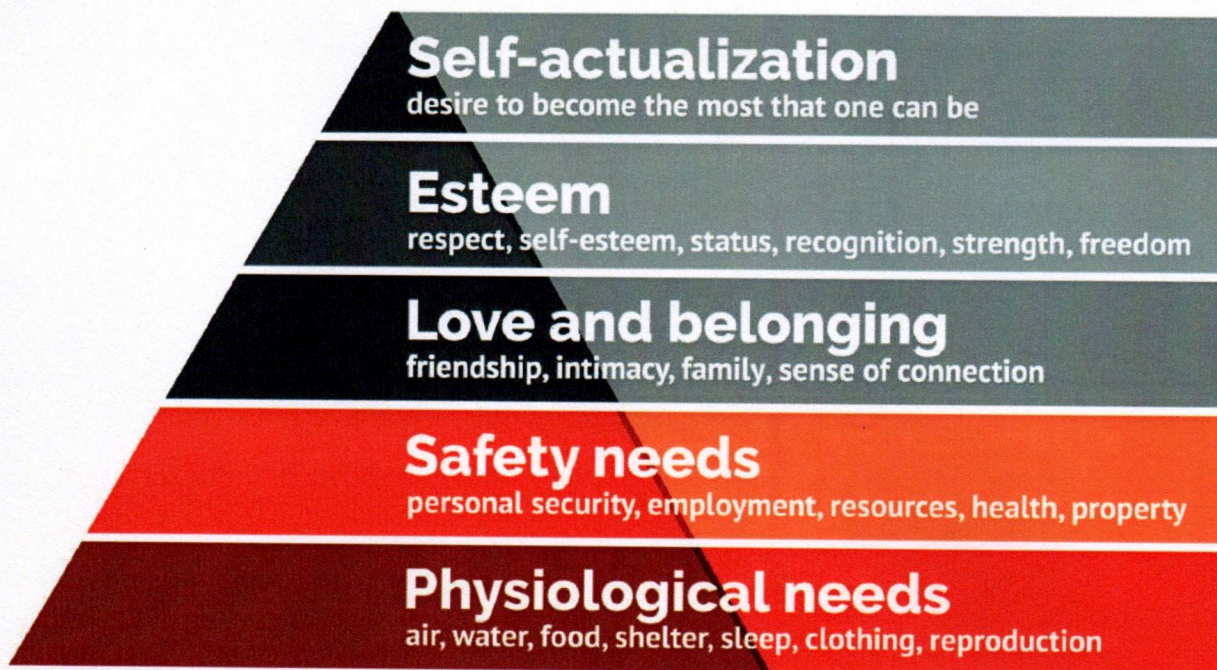 Self-actualization
desire to become the most that one can be
Esteem
respect, self-esteem, status, recognition, strength, freedom
Love and belonging
friendship, intimacy, family, sense of connection
Safety needs
personal security, employment, resources, health, property
Physiological needs
air, water, food, shelter, sleep, clothing, reproduction